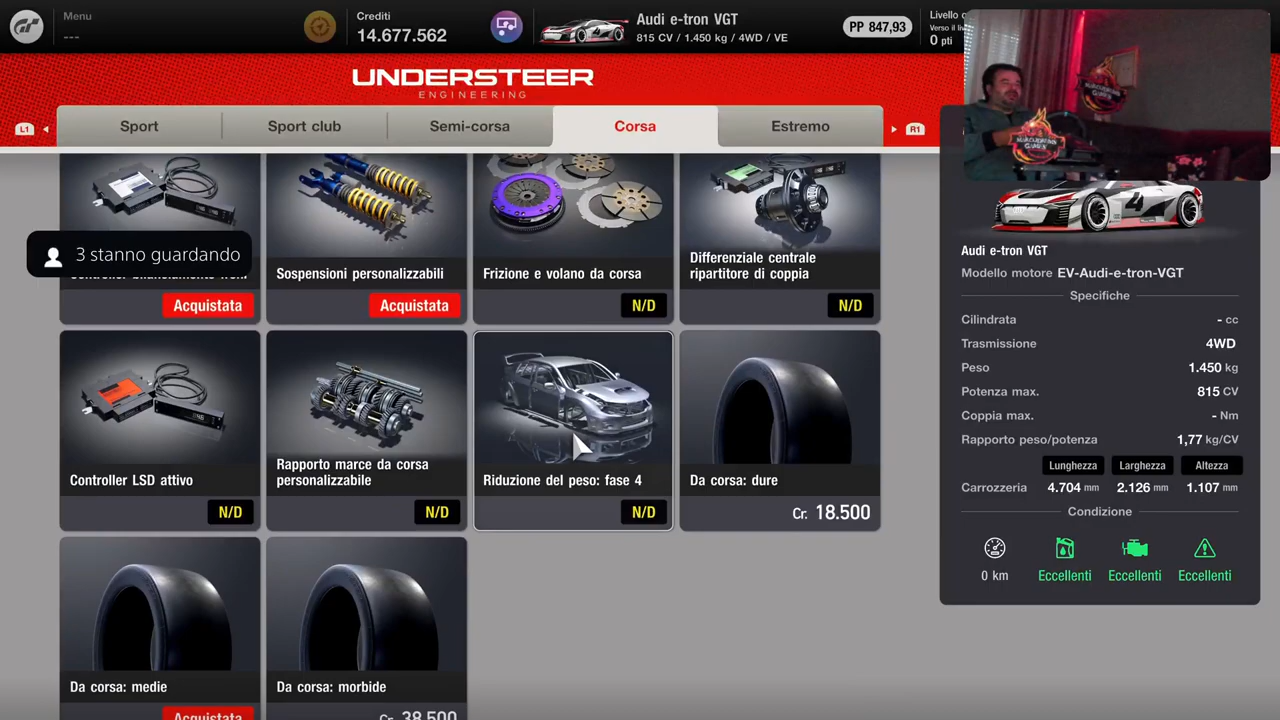 Menu
---
Crediti
14.677.562
Audi e-tron VGT
815 CV / 1.450 kg / 4WD / VE
PP 847,93
Verso il
0 pti
UNDERSTEER
ENGINEERING
L1
Sport
Sport club
Semi-corsa
Corsa
Estremo
R1
3 stanno guardando
Sospensioni personalizzabili
Frizione e volano da corsa
Differenziale centrale
ripartitore di coppia
Acquistata
Acquistata
N/D
N/D
Controller LSD attivo
Rapporto marce da corsa
personalizzabile
Riduzione del peso: fase 4
Da corsa: dure
N/D
N/D
N/D
Cr. 18.500
Da corsa: medie
Da corsa: morbide
Acquistata
38.500
4
Audi e-tron VGT
Modello motore EV-Audi-e-tron-VGT
Specifiche
Cilindrata - cc
Trasmissione 4WD
Peso 1.450 kg
Potenza max. 815 CV
Coppia max. - Nm
Rapporto peso/potenza 1,77 kg/CV
Lunghezza Larghezza Altezza
Carrozzeria 4.704 mm 2.126 mm 1.107 mm
Condizione
0 km Eccellenti Eccellenti Eccellenti